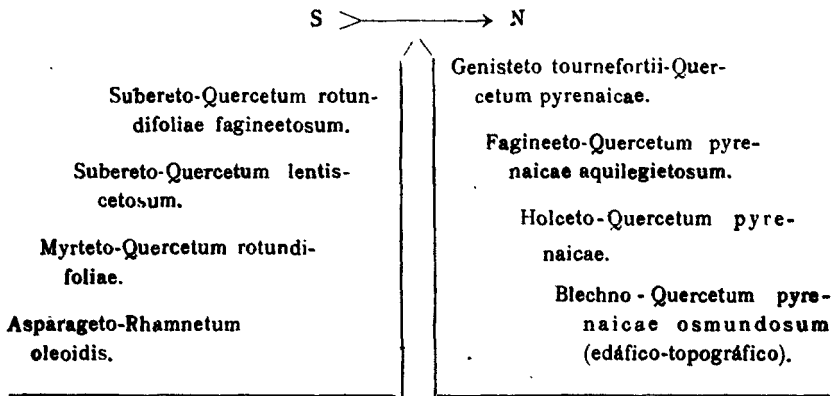 S N
Subereto-Quercetum rotun-
difoliae fagineetosum.
Subereto-Quercetum lentis-
cetosum.
Myrteto-Quercetum rotundi-
foliae.
Asparageto-Rhamnetum
oleoidis.
Genisteto tournefortii-Quer-
cetum pyrenaicae.
Fagineeto-Quercetum pyre-
naicae aquilegietosum.
Holceto-Quercetum pyre-
naicae.
Blechno - Quercetum pyre-
naicae osmundosum
(edáfico-topográfico).